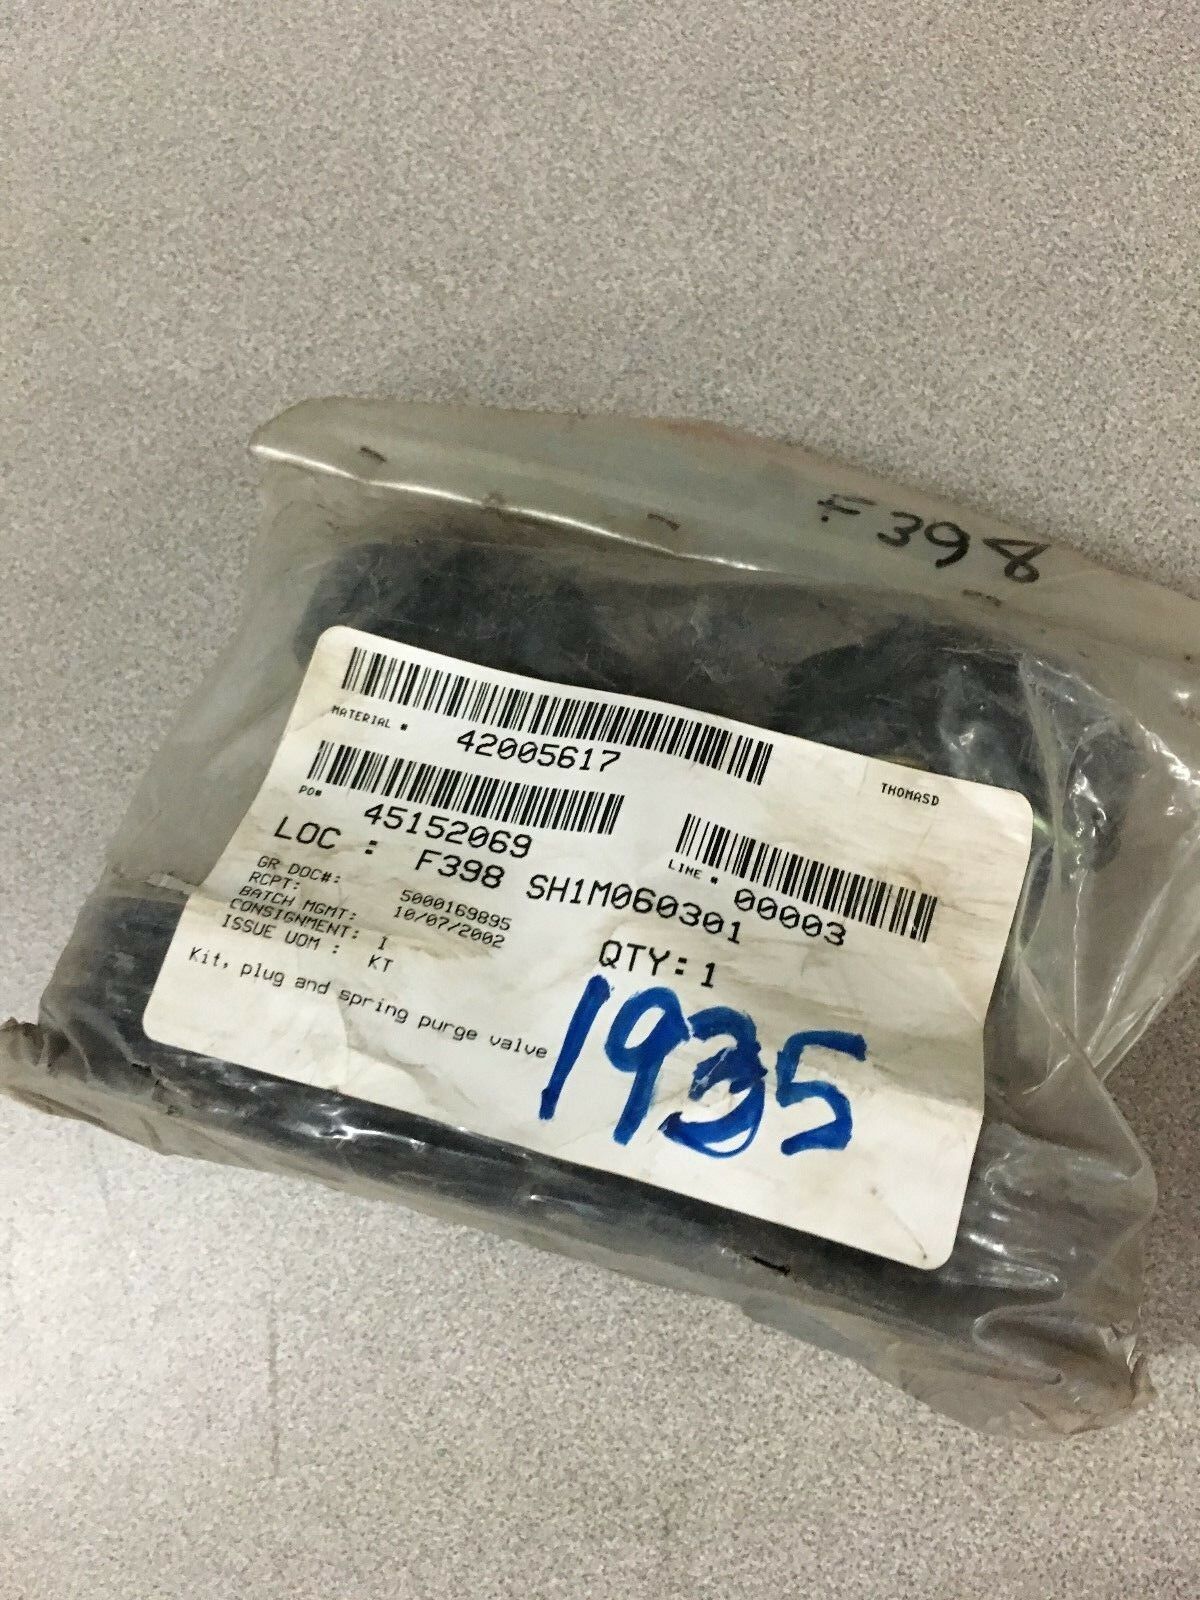 F398
MATERIAL # 42005617
THOMASD
PO# 45152069
LINE # 00003
LOC : F398 SH1M060301
GR DOC#: 5000169895
RCPT: 10/07/2002
BATCH MGMT:
CONSIGNMENT: 1
ISSUE UOM : KT
QTY: 1
Kit, plug and spring purge valve
1935